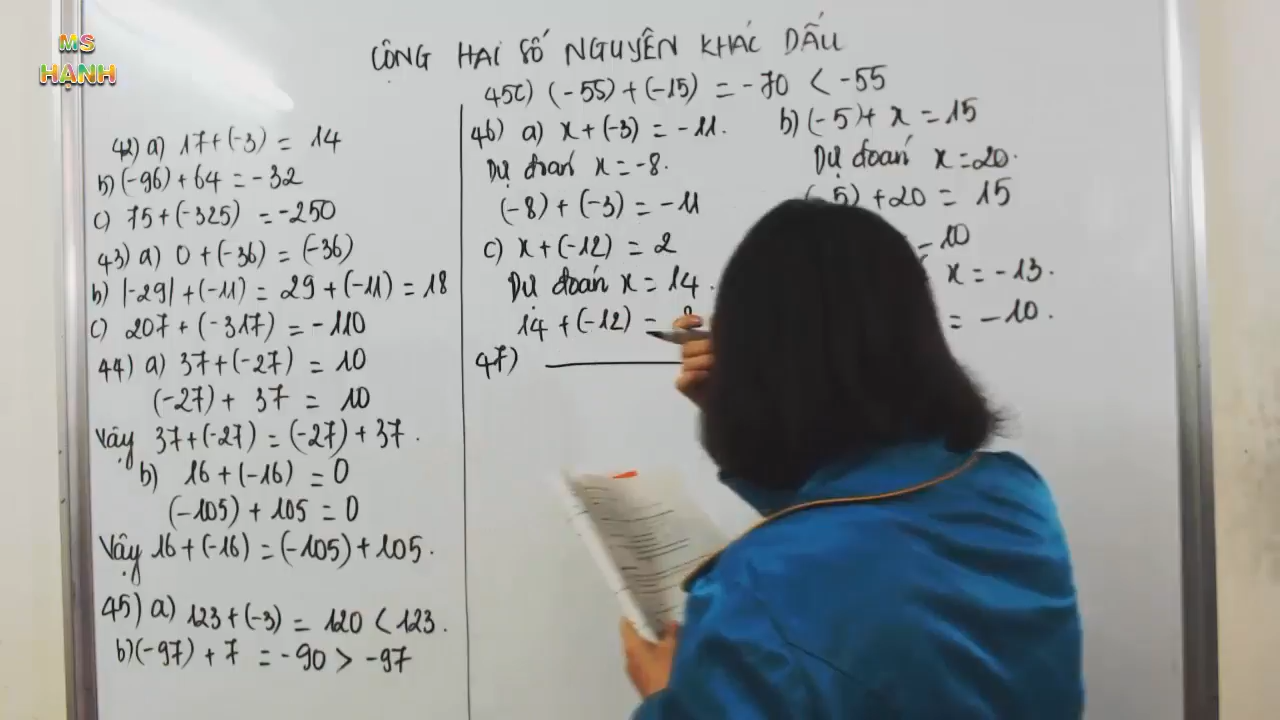 MS
HẠNH
CỘNG HAI SỐ NGUYÊN KHÁC DẤU
42) a) 17+(-3) = 14
b) (-96)+64 = -32
c) 75+(-325) = -250
43) a) 0+(-36) = (-36)
b) |-29|+(-11) = 29+(-11) = 18
c) 207+(-317) = -110
44) a) 37+(-27) = 10
(-27)+ 37 = 10
Vậy 37+(-27) = (-27)+37.
b) 16+(-16) = 0
(-105)+105 = 0
Vậy 16+(-16) = (-105)+105.
45) a) 123+(-3) = 120 < 123.
b) (-97)+7 = -90 > -97
45c) (-55)+(-15) = -70 < -55
46) a) x+(-3) = -11.
Dự đoán x = -8.
(-8)+(-3) = -11
c) x+(-12) = 2
Dự đoán x = 14.
14+(-12) =
47)
b) (-5)+ x = 15
Dự đoán x = 20.
5)+20 = 15
-10
x = -13.
= -10.